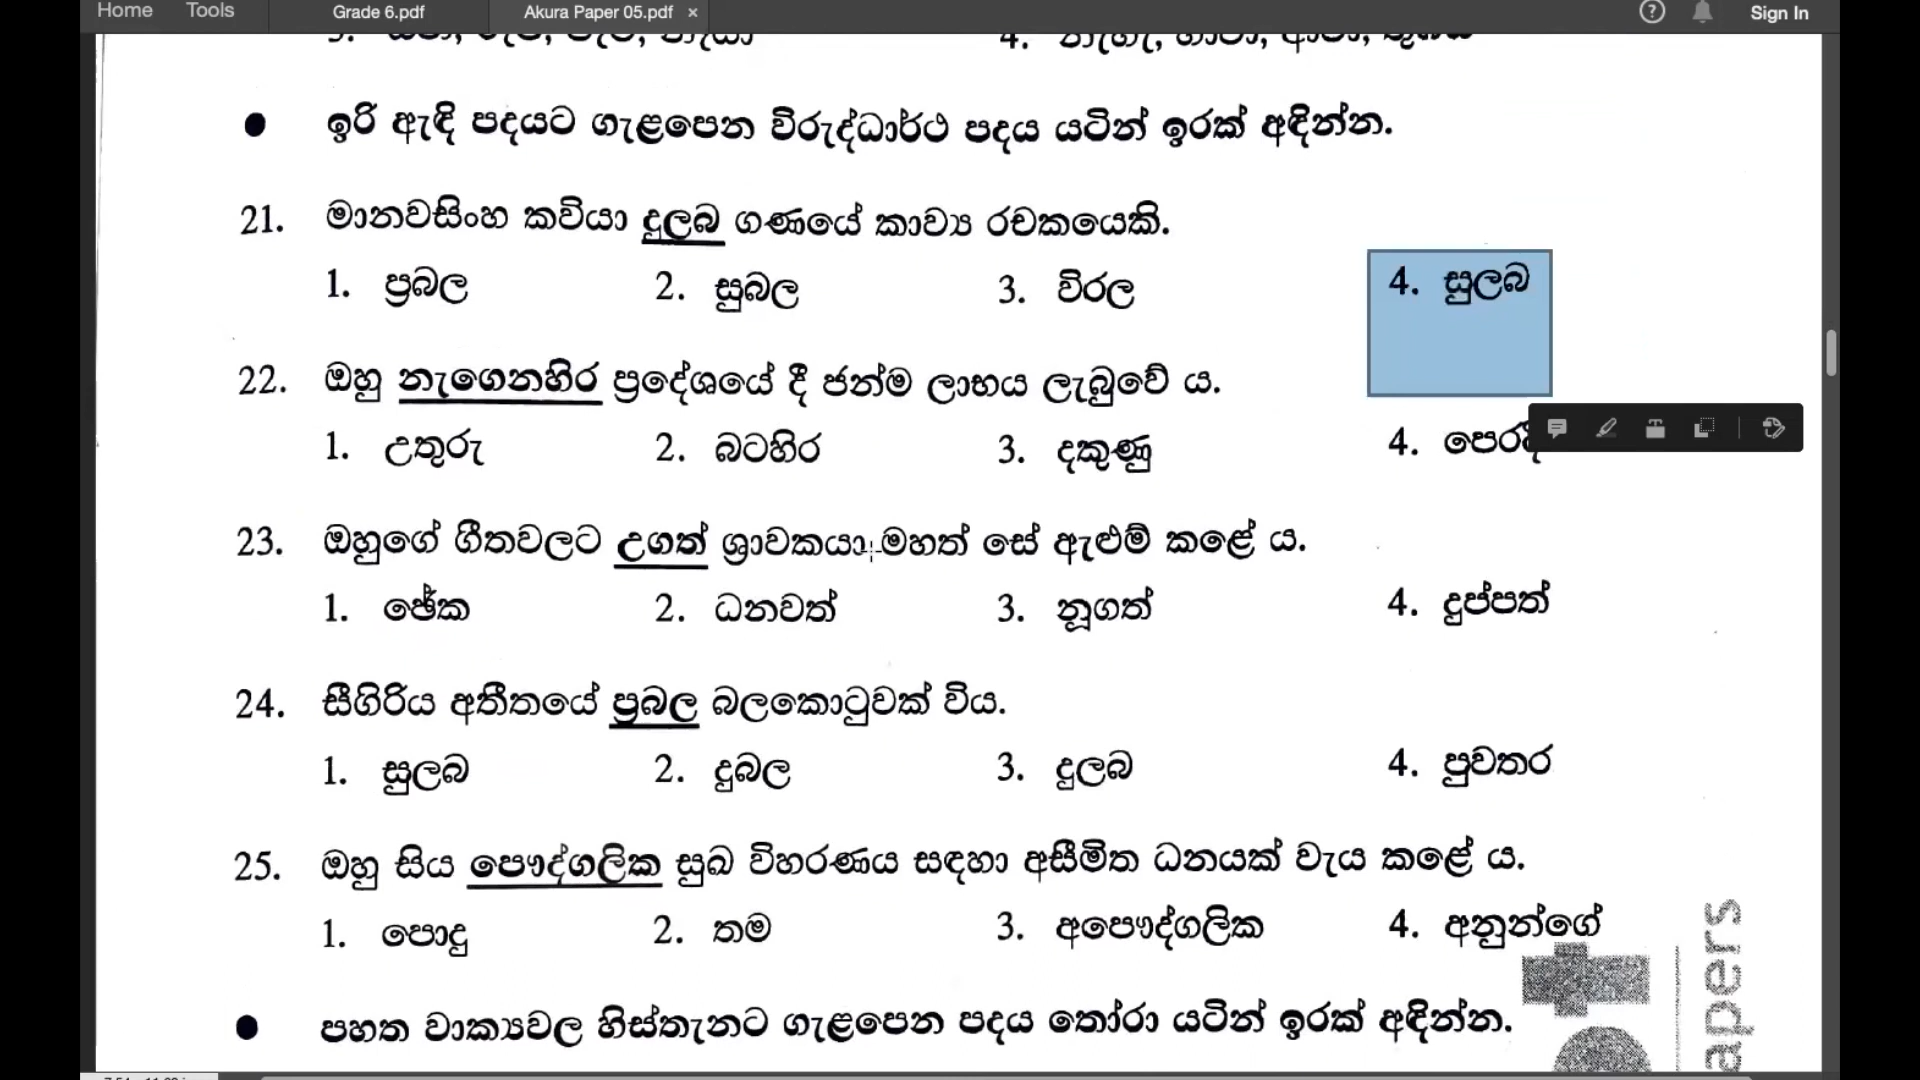 Home Tools Grade 6.pdf Akura Paper 05.pdf × Sign In
ඉරි ඇඳි පදයට ගැළපෙන විරුද්ධාර්ථ පදය යටින් ඉරක් අඳින්න.
21. මානවසිංහ කවියා දුලබ ගණයේ කාව්‍ය රචකයෙකි.
1. ප්‍රබල 2. සුබල 3. විරල 4. සුලබ
22. ඔහු නැගෙනහිර ප්‍රදේශයේ දී ජන්ම ලාභය ලැබුවේ ය.
1. උතුරු 2. බටහිර 3. දකුණු 4.
23. ඔහුගේ ගීතවලට උගත් ශ්‍රාවකයා මහත් සේ ඇළුම් කළේ ය.
1. ඡේක 2. ධනවත් 3. නූගත් 4. දුප්පත්
24. සීගිරිය අතීතයේ ප්‍රබල බලකොටුවක් විය.
1. සුලබ 2. දුබල 3. දුලබ 4. පුවතර
25. ඔහු සිය පෞද්ගලික සුඛ විහරණය සඳහා අසීමිත ධනයක් වැය කළේ ය.
1. පොදු 2. තම 3. අපෞද්ගලික 4. අනුන්ගේ
පහත වාක්‍යවල හිස්තැනට ගැළපෙන පදය තෝරා යටින් ඉරක් අඳින්න.
apers